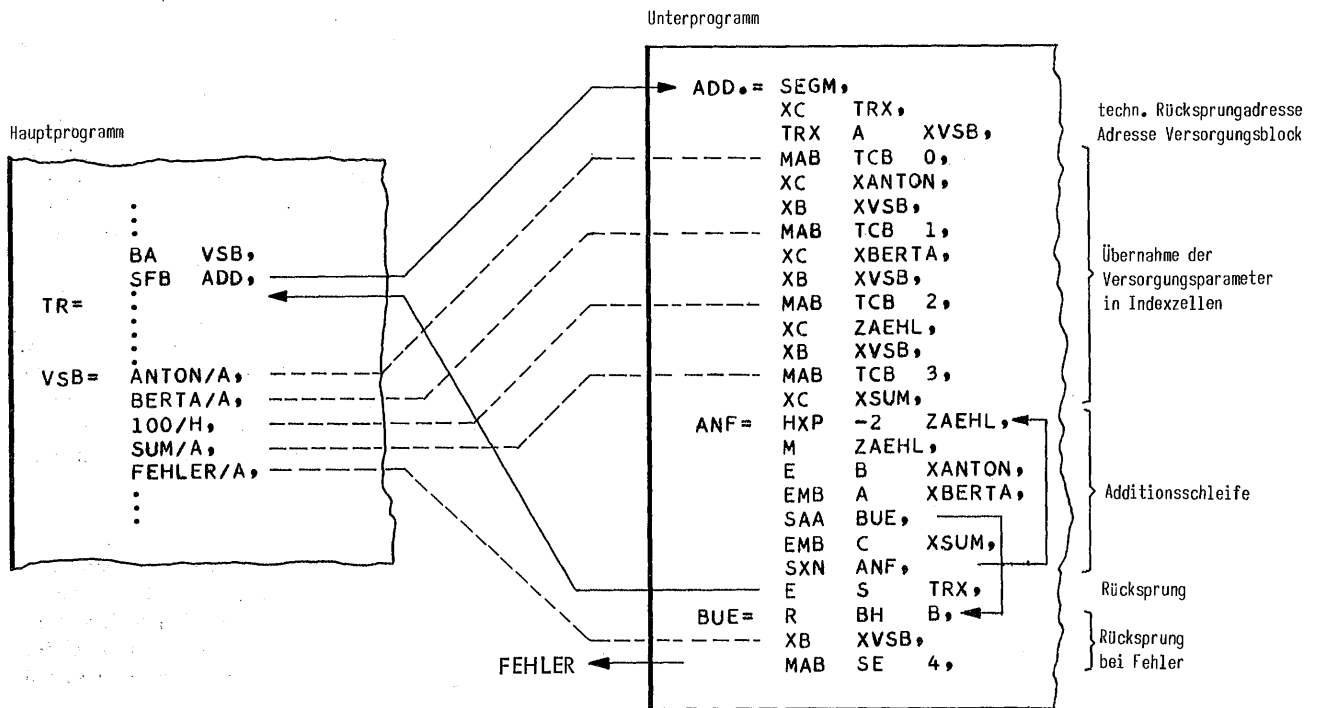 Unterprogramm
Hauptprogramm
BA VSB,
SFB ADD,
TR=
VSB= ANTON/A,
BERTA/A,
100/H,
SUM/A,
FEHLER/A,
ADD.= SEGM,
XC TRX,
TRX A XVSB,
MAB TCB 0,
XC XANTON,
XB XVSB,
MAB TCB 1,
XC XBERTA,
XB XVSB,
MAB TCB 2,
XC ZAEHL,
XB XVSB,
MAB TCB 3,
XC XSUM,
ANF= HXP -2 ZAEHL,
M ZAEHL,
E B XANTON,
EMB A XBERTA,
SAA BUE,
EMB C XSUM,
SXN ANF,
E S TRX,
BUE= R BH B,
XB XVSB,
MAB SE 4,
FEHLER
techn. Rücksprungadresse
Adresse Versorgungsblock
Übernahme der
Versorgungsparameter
in Indexzellen
Additionsschleife
Rücksprung
Rücksprung
bei Fehler